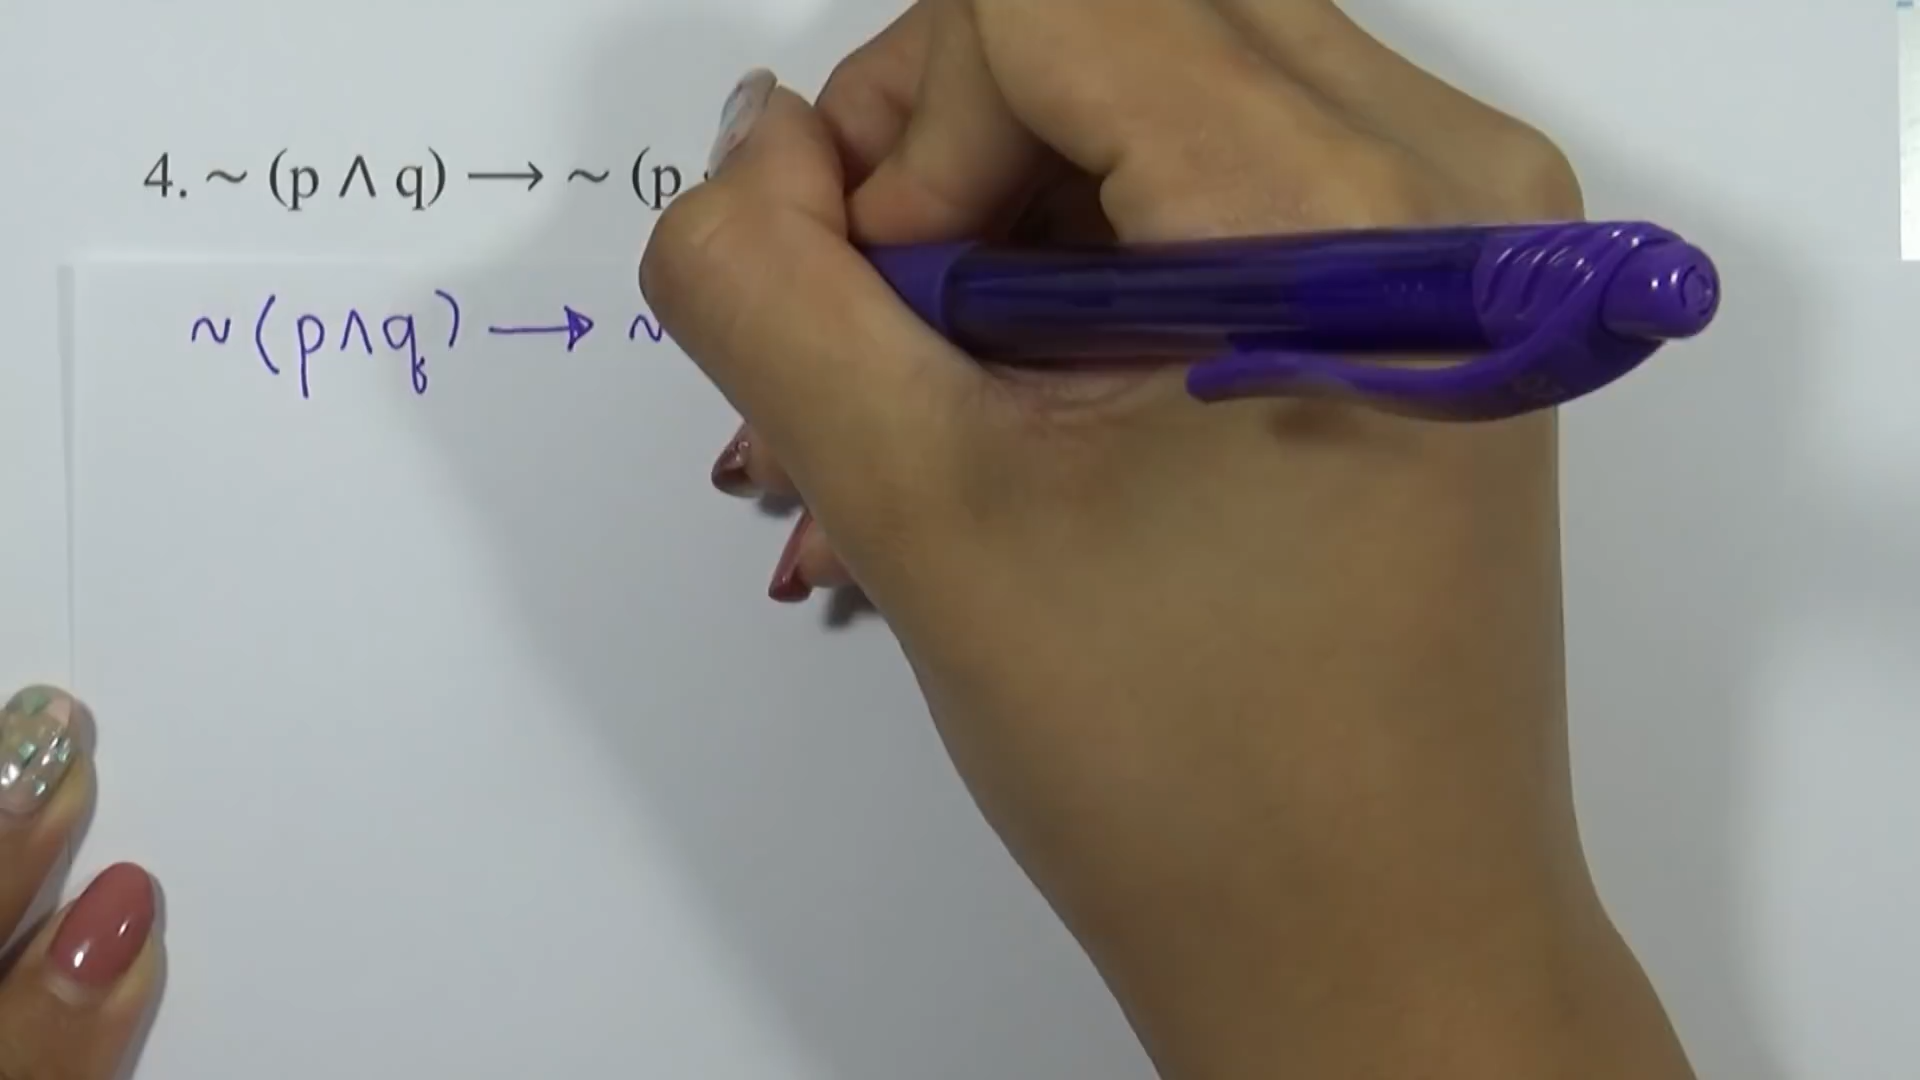 4. ~ (p ∧ q) → ~ (p
~ (p ∧ q) → ~